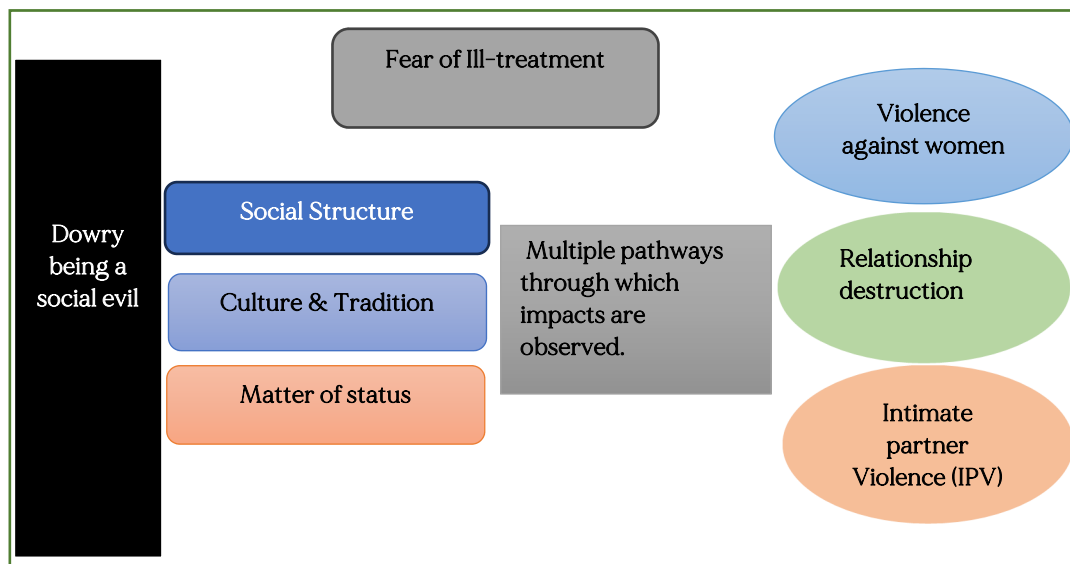 Fear of Ill-treatment
Dowry
being a
social evil
Social Structure
Culture & Tradition
Matter of status
Multiple pathways
through which
impacts are
observed.
Violence
against women
Relationship
destruction
Intimate
partner
Violence (IPV)